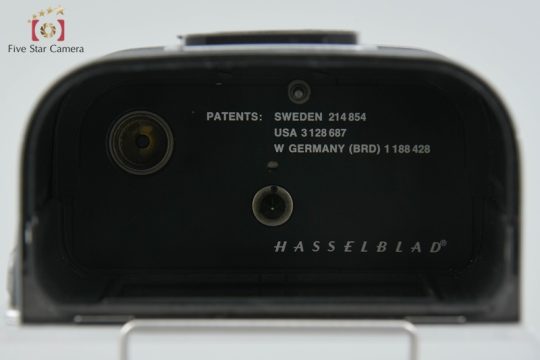 Five Star Camera
PATENTS: SWEDEN 214 854
USA 3 128 687
W GERMANY (BRD) 1 188 428
HASSELBLAD®